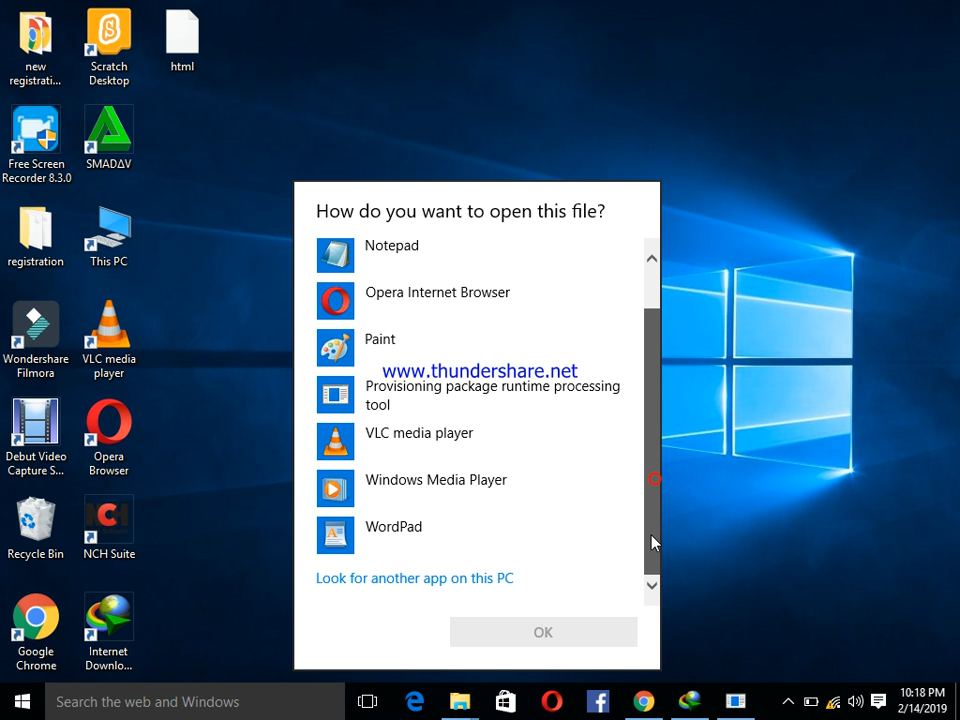 new
registrati...
Scratch
Desktop
html
Free Screen
Recorder 8.3.0
SMADΔV
registration
This PC
Wondershare
Filmora
VLC media
player
Debut Video
Capture S...
Opera
Browser
Recycle Bin
NCH
NCH Suite
Google
Chrome
Internet
Downlo...
How do you want to open this file?
Notepad
Opera Internet Browser
Paint
www.thundershare.net
Provisioning package runtime processing
tool
VLC media player
Windows Media Player
WordPad
Look for another app on this PC
OK
Search the web and Windows
10:18 PM
2/14/2019